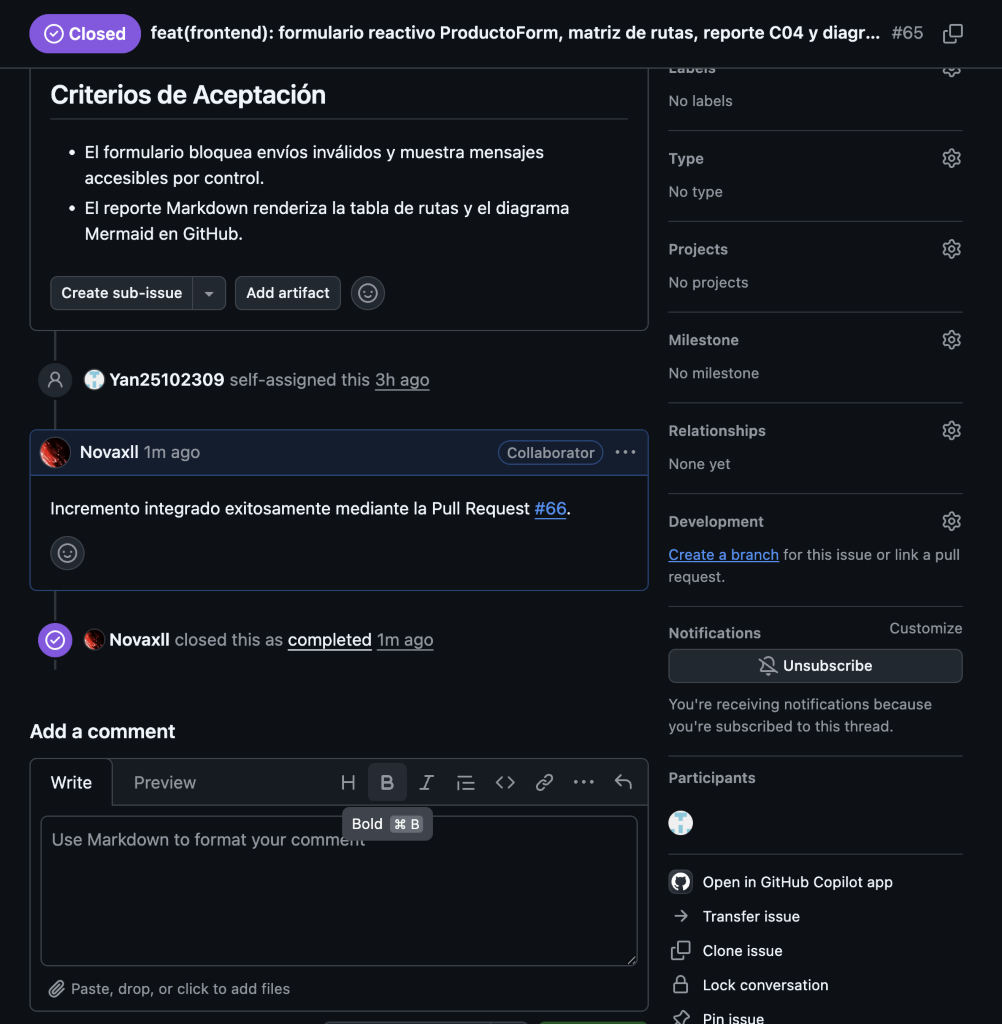 Closed
feat(frontend): formulario reactivo ProductoForm, matriz de rutas, reporte C04 y diagr... #65
Criterios de Aceptación
• El formulario bloquea envíos inválidos y muestra mensajes
accesibles por control.
• El reporte Markdown renderiza la tabla de rutas y el diagrama
Mermaid en GitHub.
Create sub-issue
Add artifact
Yan25102309 self-assigned this 3h ago
Novaxll 1m ago
Collaborator
Incremento integrado exitosamente mediante la Pull Request #66.
Novaxll closed this as completed 1m ago
Add a comment
Write
Preview
H B I
Bold ⌘ B
Use Markdown to format your comment
Paste, drop, or click to add files
Labels
No labels
Type
No type
Projects
No projects
Milestone
No milestone
Relationships
None yet
Development
Create a branch for this issue or link a pull
request.
Notifications
Customize
Unsubscribe
You're receiving notifications because
you're subscribed to this thread.
Participants
Open in GitHub Copilot app
Transfer issue
Clone issue
Lock conversation
Pin issue